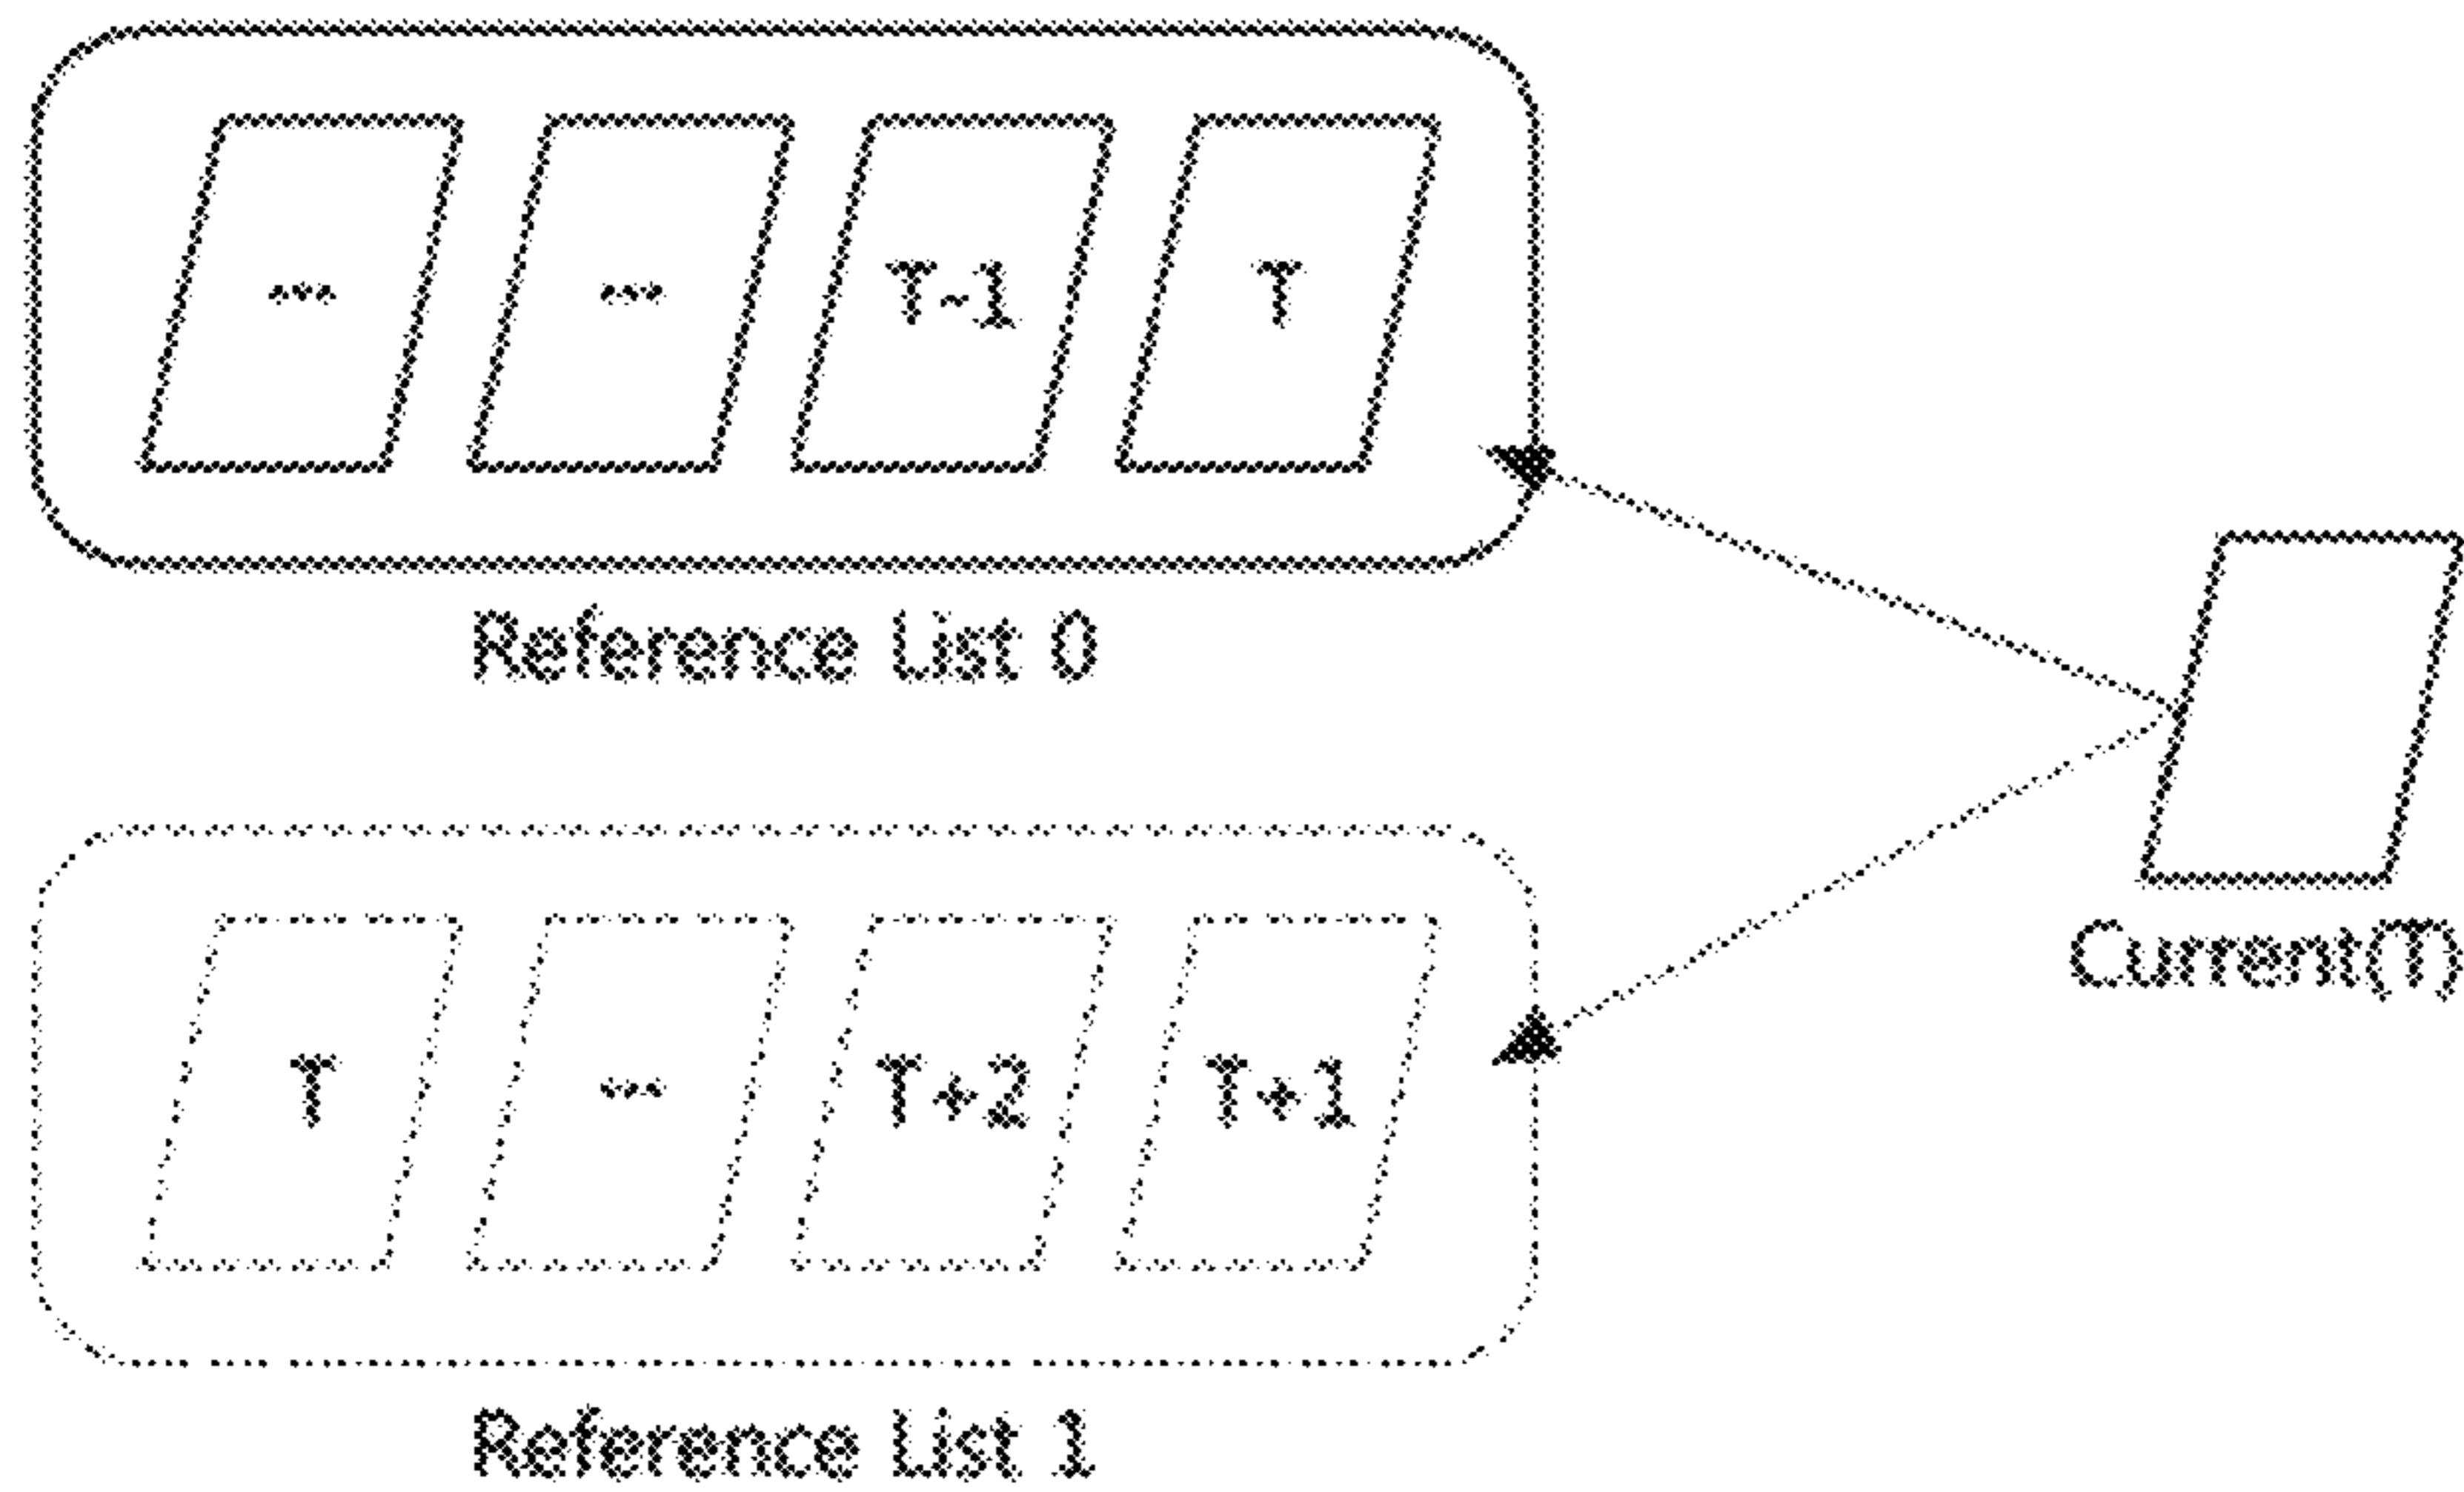 --- --- T-1 T
Reference List 0
Current(T)
T --- T+2 T+1
Reference List 1